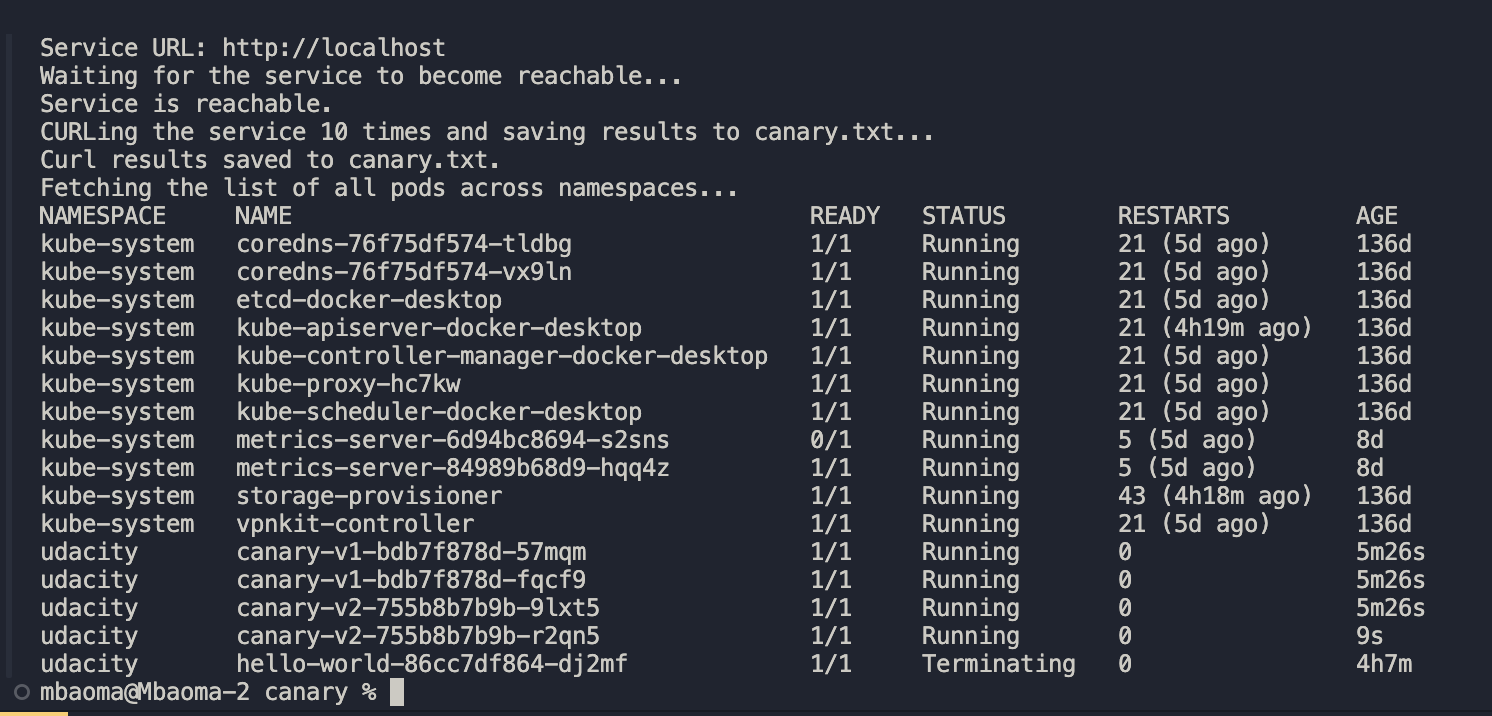 Service URL: http://localhost
Waiting for the service to become reachable...
Service is reachable.
CURLing the service 10 times and saving results to canary.txt...
Curl results saved to canary.txt.
Fetching the list of all pods across namespaces...
NAMESPACE     NAME                                     READY   STATUS        RESTARTS         AGE
kube-system   coredns-76f75df574-tldbg                 1/1     Running       21 (5d ago)      136d
kube-system   coredns-76f75df574-vx9ln                 1/1     Running       21 (5d ago)      136d
kube-system   etcd-docker-desktop                      1/1     Running       21 (5d ago)      136d
kube-system   kube-apiserver-docker-desktop            1/1     Running       21 (4h19m ago)   136d
kube-system   kube-controller-manager-docker-desktop   1/1     Running       21 (5d ago)      136d
kube-system   kube-proxy-hc7kw                         1/1     Running       21 (5d ago)      136d
kube-system   kube-scheduler-docker-desktop            1/1     Running       21 (5d ago)      136d
kube-system   metrics-server-6d94bc8694-s2sns          0/1     Running       5 (5d ago)       8d
kube-system   metrics-server-84989b68d9-hqq4z          1/1     Running       5 (5d ago)       8d
kube-system   storage-provisioner                      1/1     Running       43 (4h18m ago)   136d
kube-system   vpnkit-controller                        1/1     Running       21 (5d ago)      136d
udacity       canary-v1-bdb7f878d-57mqm                1/1     Running       0                5m26s
udacity       canary-v1-bdb7f878d-fqcf9                1/1     Running       0                5m26s
udacity       canary-v2-755b8b7b9b-9lxt5               1/1     Running       0                5m26s
udacity       canary-v2-755b8b7b9b-r2qn5               1/1     Running       0                9s
udacity       hello-world-86cc7df864-dj2mf             1/1     Terminating   0                4h7m
mbaoma@Mbaoma-2 canary %